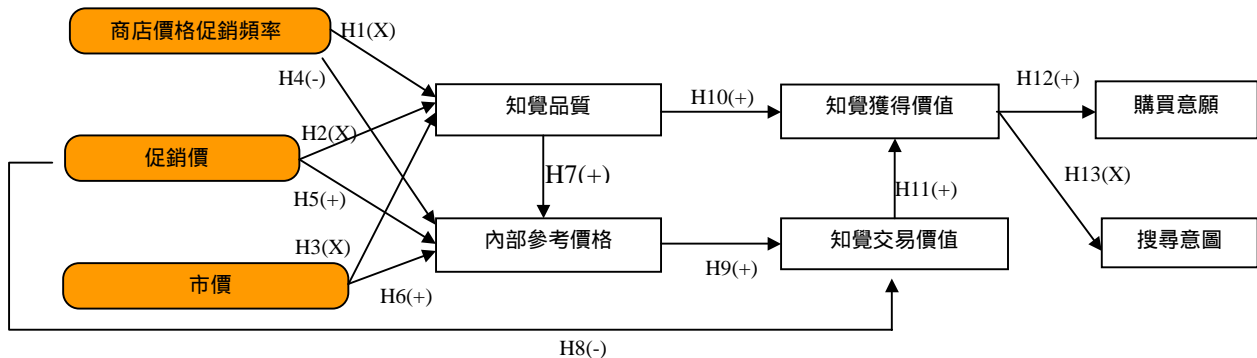 商店價格促銷頻率
H1(X)
H4(-)
知覺品質
H10(+)
知覺獲得價值
H12(+)
購買意願
H2(X)
促銷價
H5(+)
H7(+)
H11(+)
H13(X)
H3(X)
內部參考價格
H9(+)
知覺交易價值
搜尋意圖
市價
H6(+)
H8(-)